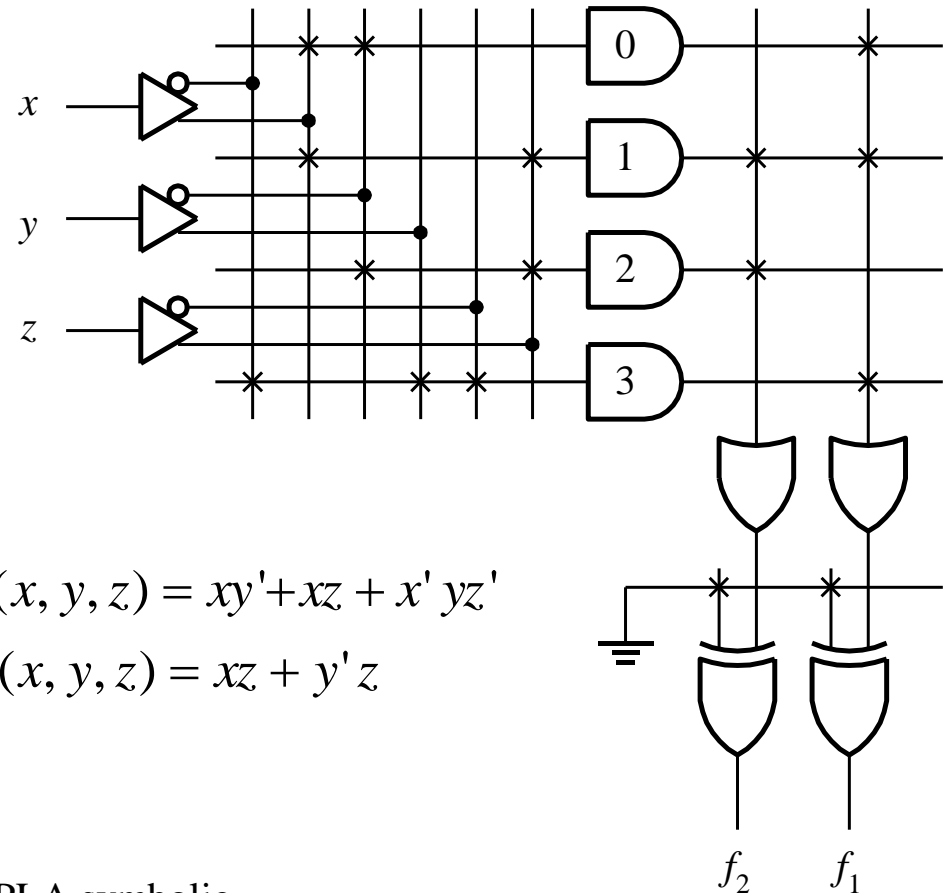 0
x
1
y
2
z
3
(x, y, z) = xy'+xz + x' yz'
(x, y, z) = xz + y' z
f₂ f₁
PLA symbolic